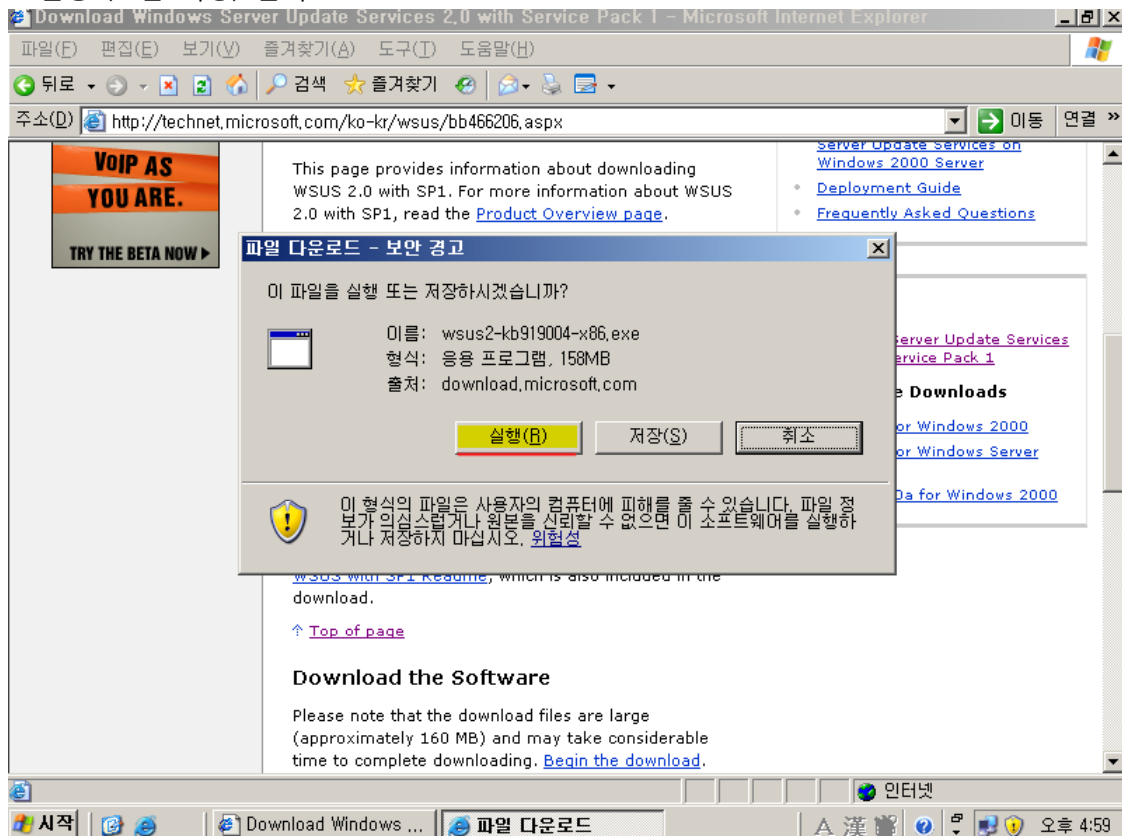 Download Windows Server Update Services 2.0 with Service Pack 1 - Microsoft Internet Explorer
파일(F) 편집(E) 보기(V) 즐겨찾기(A) 도구(T) 도움말(H)
뒤로 검색 즐겨찾기
주소(D) http://technet.microsoft.com/ko-kr/wsus/bb466206.aspx 이동 연결 »
VOIP AS
YOU ARE.
TRY THE BETA NOW
This page provides information about downloading
WSUS 2.0 with SP1. For more information about WSUS
2.0 with SP1, read the Product Overview page.
Server Update Services on
Windows 2000 Server
Deployment Guide
Frequently Asked Questions
파일 다운로드 - 보안 경고
이 파일을 실행 또는 저장하시겠습니까?
이름: wsus2-kb919004-x86.exe
형식: 응용 프로그램, 158MB
출처: download.microsoft.com
실행(R) 저장(S) 취소
이 형식의 파일은 사용자의 컴퓨터에 피해를 줄 수 있습니다. 파일 정
보가 의심스럽거나 원본을 신뢰할 수 없으면 이 소프트웨어를 실행하
거나 저장하지 마십시오. 위험성
Server Update Services
ervice Pack 1
e Downloads
or Windows 2000
or Windows Server
0a for Windows 2000
WSUS with SP1 Readme, which is also included in the
download.
Top of page
Download the Software
Please note that the download files are large
(approximately 160 MB) and may take considerable
time to complete downloading. Begin the download.
인터넷
시작 Download Windows ... 파일 다운로드 A 漢 오후 4:59